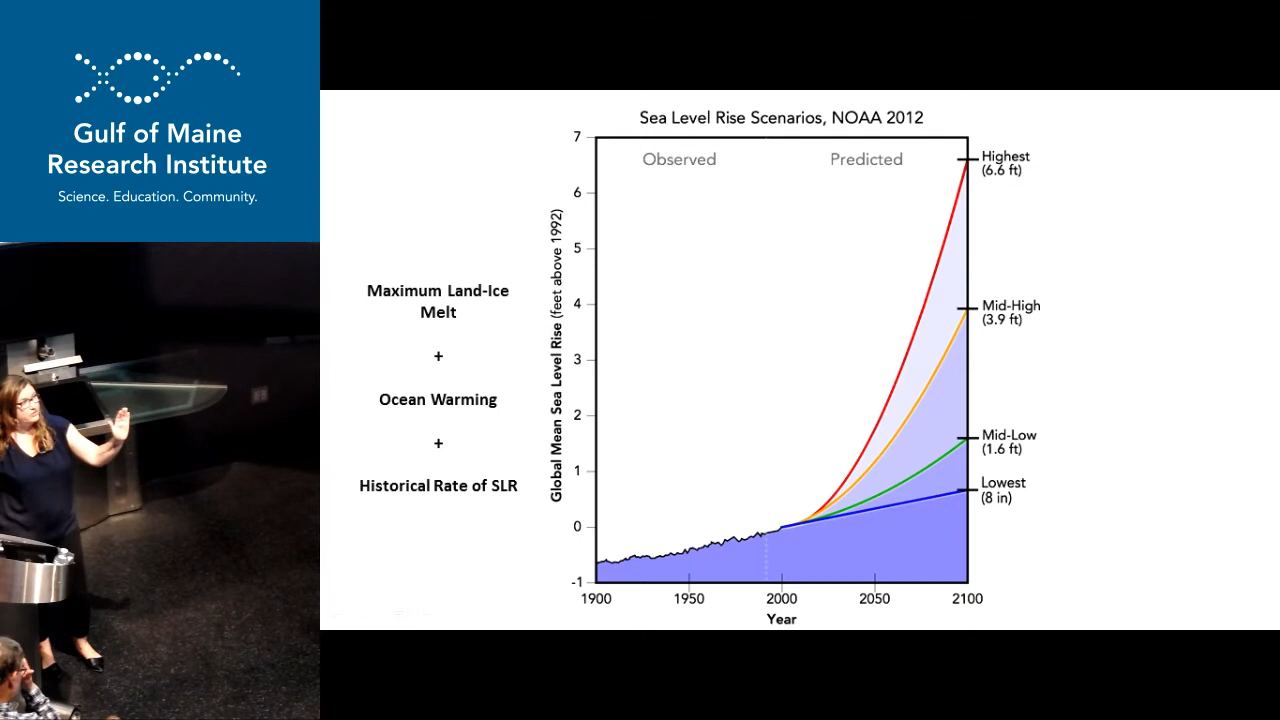 Gulf of Maine
Research Institute
Science. Education. Community.
Maximum Land-Ice
Melt
+
Ocean Warming
+
Historical Rate of SLR
Sea Level Rise Scenarios, NOAA 2012
Observed
Predicted
Global Mean Sea Level Rise (feet above 1992)
7
6
5
4
3
2
1
0
-1
1900
1950
2000
2050
2100
Year
Highest
(6.6 ft)
Mid-High
(3.9 ft)
Mid-Low
(1.6 ft)
Lowest
(8 in)